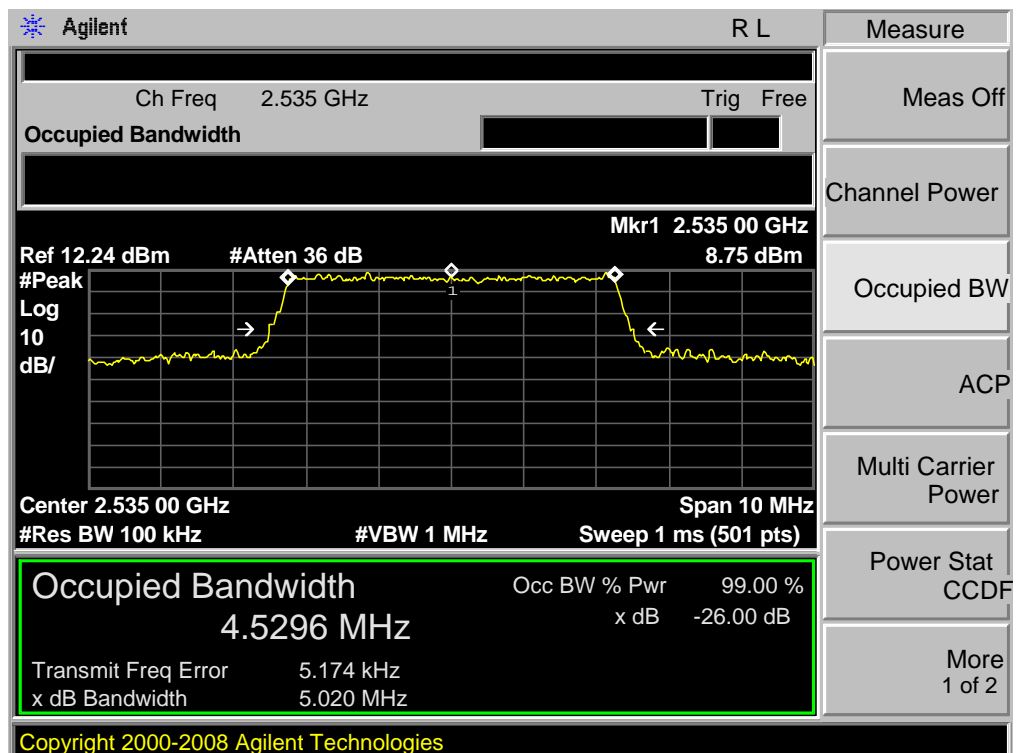 Agilent R L
Ch Freq 2.535 GHz Trig Free
Occupied Bandwidth
Mkr1 2.535 00 GHz
Ref 12.24 dBm #Atten 36 dB 8.75 dBm
#Peak
Log
10
dB/
1
Center 2.535 00 GHz Span 10 MHz
#Res BW 100 kHz #VBW 1 MHz Sweep 1 ms (501 pts)
Occupied Bandwidth Occ BW % Pwr 99.00 %
4.5296 MHz x dB -26.00 dB
Transmit Freq Error 5.174 kHz
x dB Bandwidth 5.020 MHz
Copyright 2000-2008 Agilent Technologies
Measure
Meas Off
Channel Power
Occupied BW
ACP
Multi Carrier
Power
Power Stat
CCDF
More
1 of 2